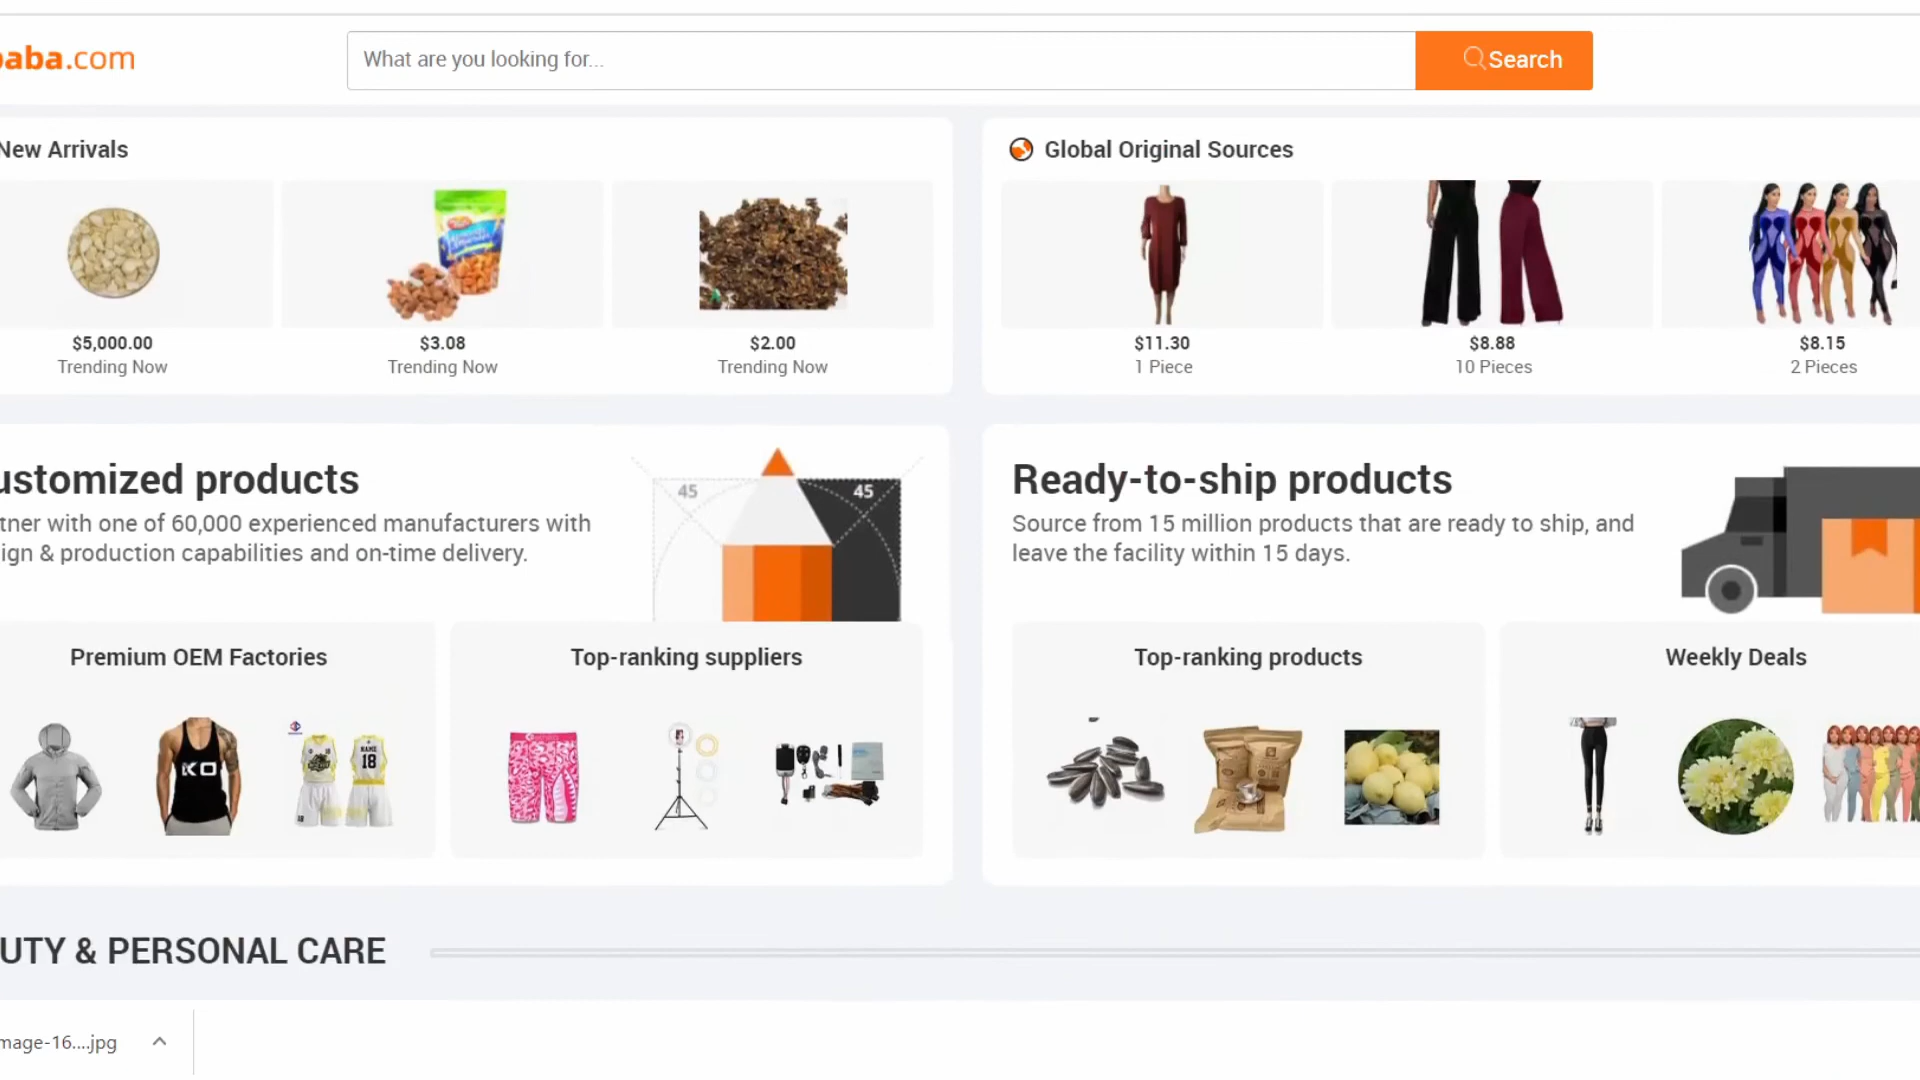 baba.com
What are you looking for...
Search
New Arrivals
Global Original Sources
$5,000.00
Trending Now
$3.08
Trending Now
$2.00
Trending Now
$11.30
1 Piece
$8.88
10 Pieces
$8.15
2 Pieces
ustomized products
tner with one of 60,000 experienced manufacturers with
ign & production capabilities and on-time delivery.
45
45
Ready-to-ship products
Source from 15 million products that are ready to ship, and
leave the facility within 15 days.
Premium OEM Factories
Top-ranking suppliers
Top-ranking products
Weekly Deals
KO
NAME
18
UTY & PERSONAL CARE
mage-16....jpg